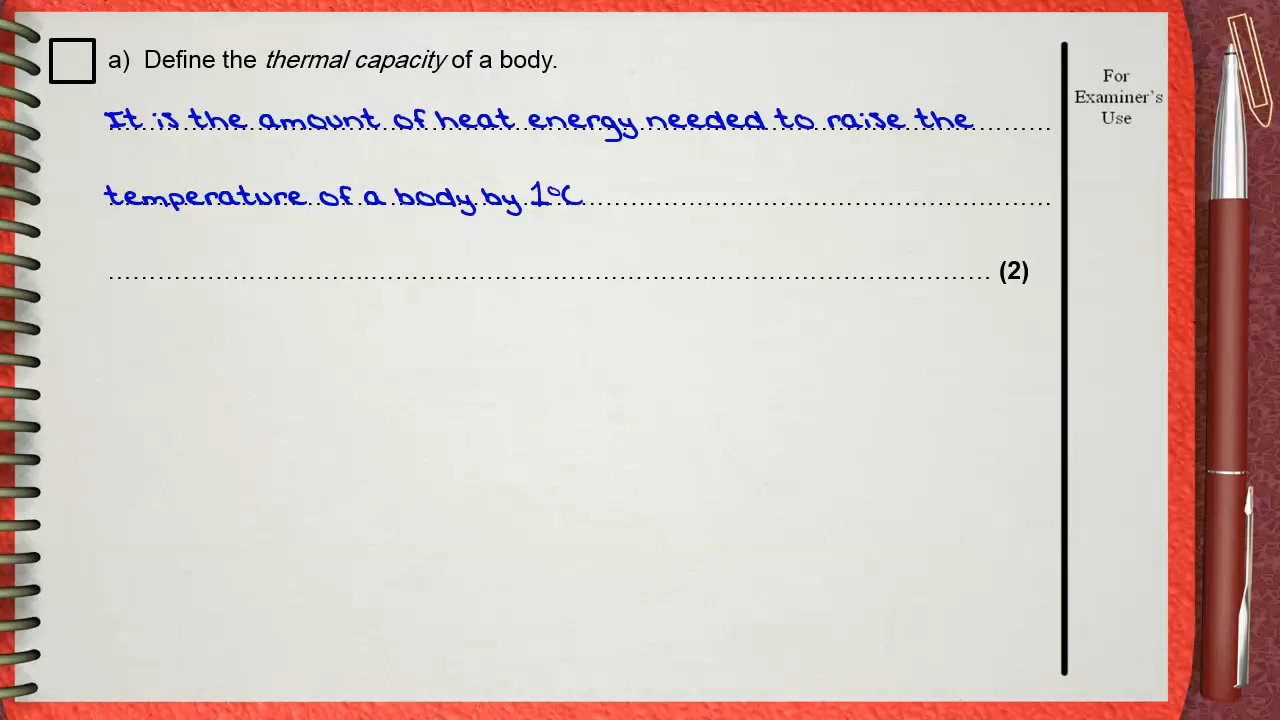 a) Define the thermal capacity of a body.
For
Examiner's
Use
It is the amount of heat energy needed to raise the
temperature of a body by 1°C
(2)